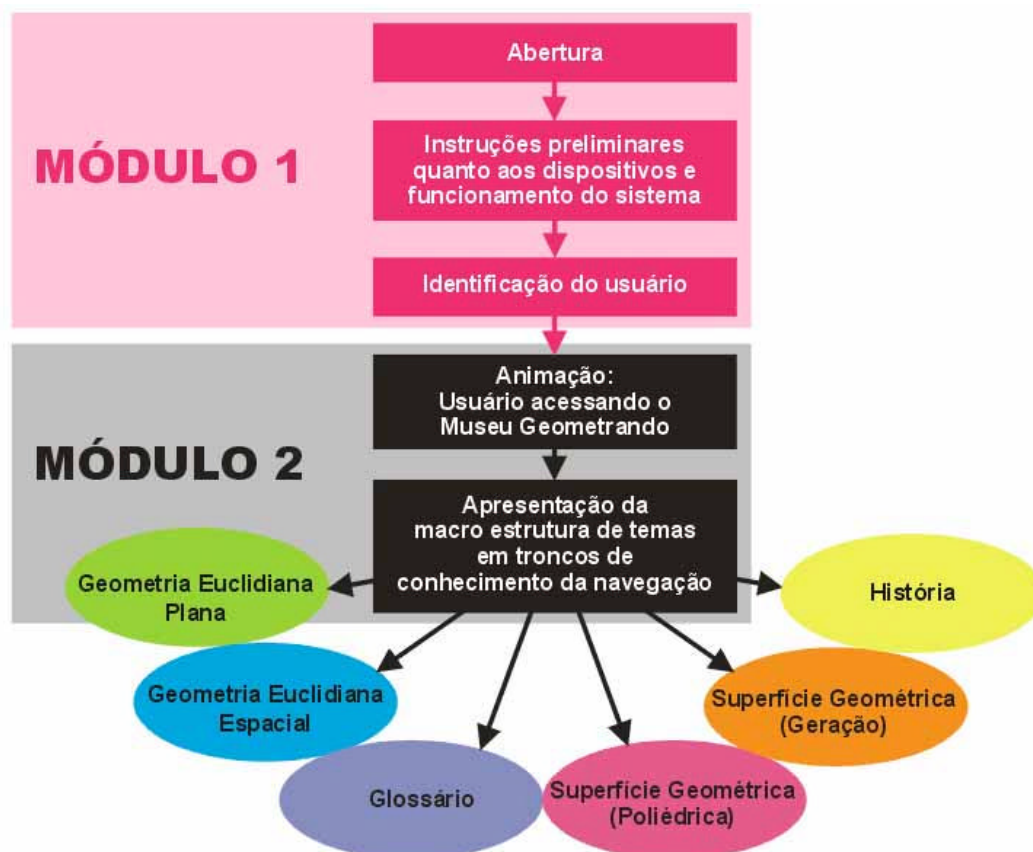 MÓDULO 1
Abertura
Instruções preliminares
quanto aos dispositivos e
funcionamento do sistema
Identificação do usuário
MÓDULO 2
Animação:
Usuário acessando o
Museu Geometrando
Apresentação da
macro estrutura de temas
em troncos de
conhecimento da navegação
Geometria Euclidiana
Plana
Geometria Euclidiana
Espacial
Glossário
Superfície Geométrica
(Poliédrica)
Superfície Geométrica
(Geração)
História